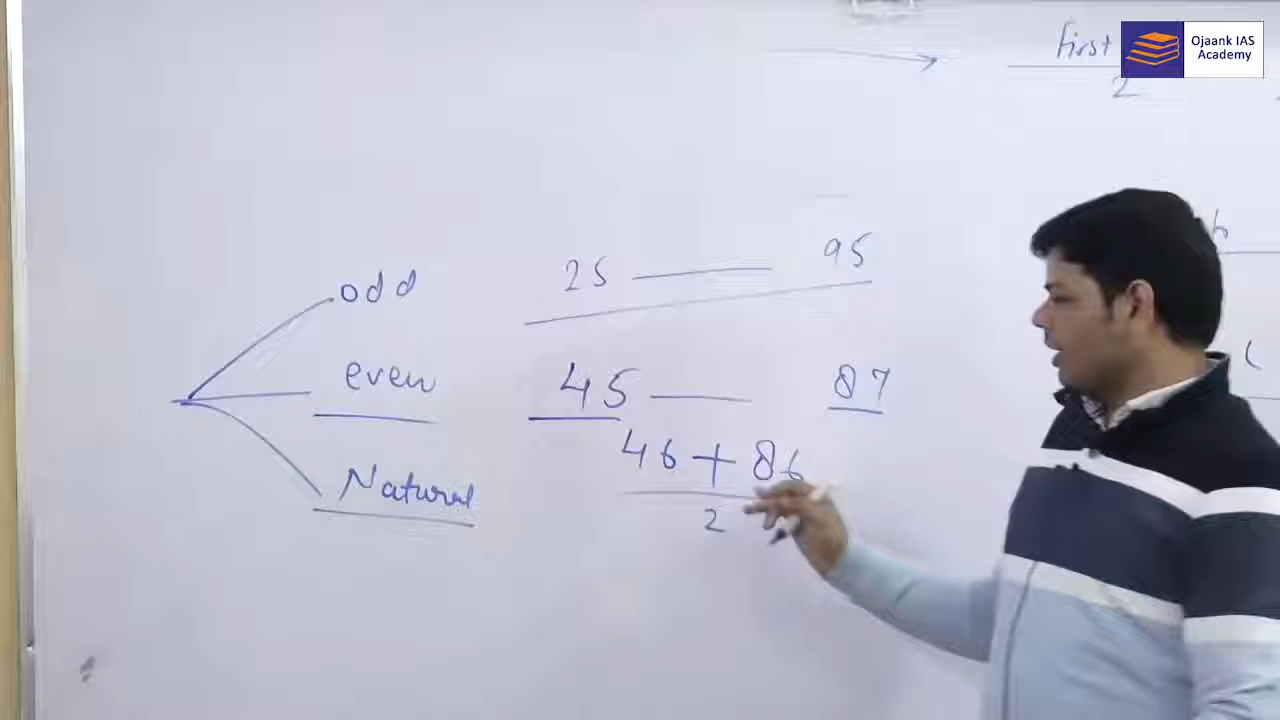 First
2
Ojaank IAS
Academy
odd
25 — 95
even
45 — 87
46 + 86
2
Natural